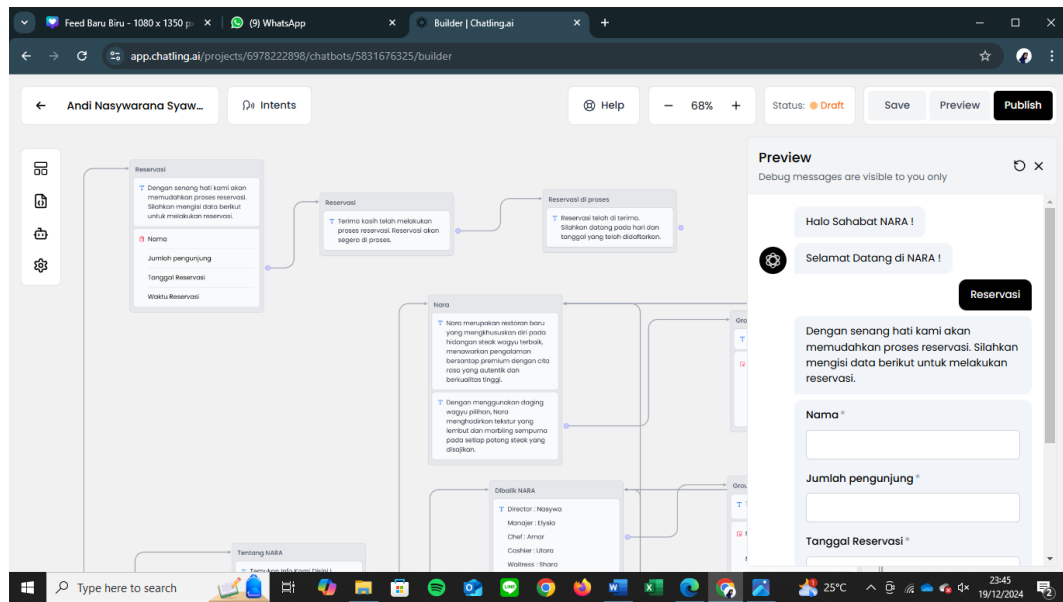 Feed Baru Biru - 1080 x 1350 p
(9) WhatsApp
Builder | Chatling.ai
app.chatling.ai/projects/6978222898/chatbots/5831676325/builder
Andi Nasywarana Syaw...
Intents
Help
68%
Status: Draft
Save
Preview
Publish
Reservasi
Dengan senang hati kami akan
memudahkan proses reservasi.
Silahkan mengisi data berikut
untuk melakukan reservasi.
Nama
Jumlah pengunjung
Tanggal Reservasi
Waktu Reservasi
Reservasi
Terima kasih telah melakukan
proses reservasi. Reservasi akan
segera di proses.
Reservasi di proses
Reservasi telah di terima.
Silahkan datang pada hari dan
tanggal yang telah didaftarkan.
Nara
Nara merupakan restoran baru
yang mengkhususkan diri pada
hidangan steak wagyu terbaik,
menawarkan pengalaman
bersantap premium dengan cita
rasa yang autentik dan
berkualitas tinggi.
Dengan menggunakan daging
wagyu pilihan, Nara
menghadirkan tekstur yang
lembut dan marbling sempurna
pada setiap potong steak yang
disajikan.
Dibalik NARA
Director : Nasywa
Manajer : Elysia
Chef : Amor
Cashier : Utara
Waitress : Shara
Tentang NARA
Temukan Info Kami Disini !
Gro
Grou
Preview
Debug messages are visible to you only
Halo Sahabat NARA !
Selamat Datang di NARA !
Reservasi
Dengan senang hati kami akan
memudahkan proses reservasi. Silahkan
mengisi data berikut untuk melakukan
reservasi.
Nama *
Jumlah pengunjung *
Tanggal Reservasi *
Type here to search
25°C
23:45
19/12/2024
2